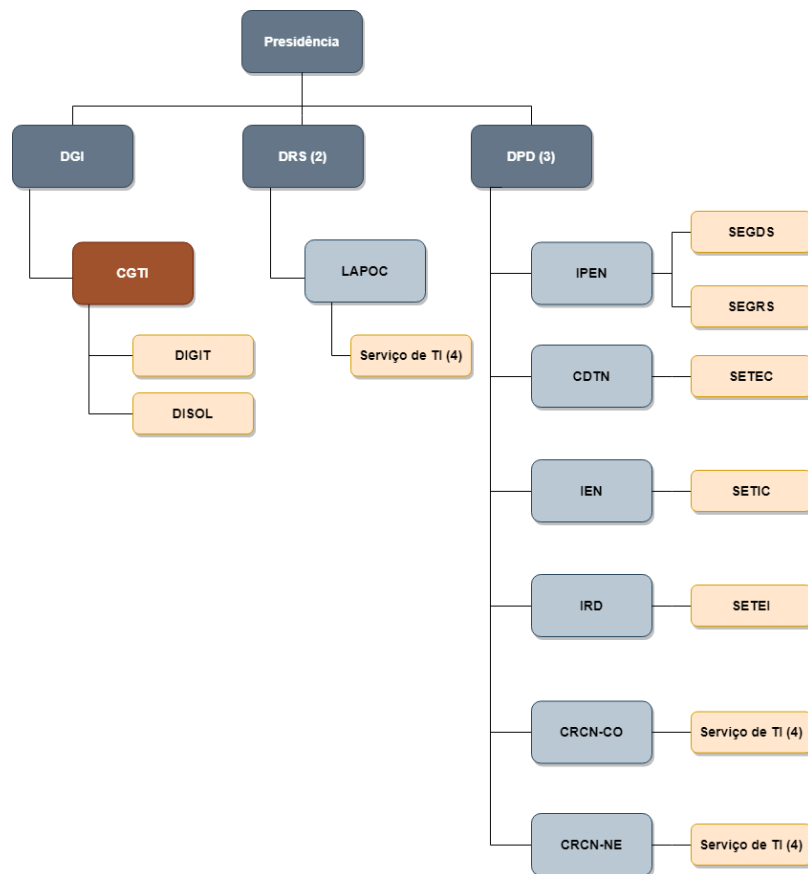 Presidência
DGI
DRS (2)
DPD (3)
SEGDS
CGTI
LAPOC
IPEN
SEGRS
DIGIT
Serviço de TI (4)
CDTN
SETEC
DISOL
IEN
SETIC
IRD
SETEI
CRCN-CO
Serviço de TI (4)
CRCN-NE
Serviço de TI (4)